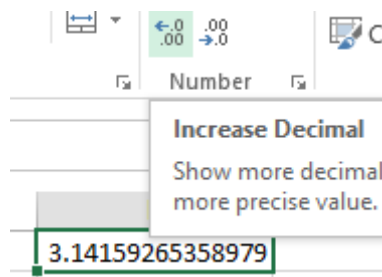 ←.0 .00
.00 →.0
Number
Increase Decimal
Show more decimal
more precise value.
3.14159265358979